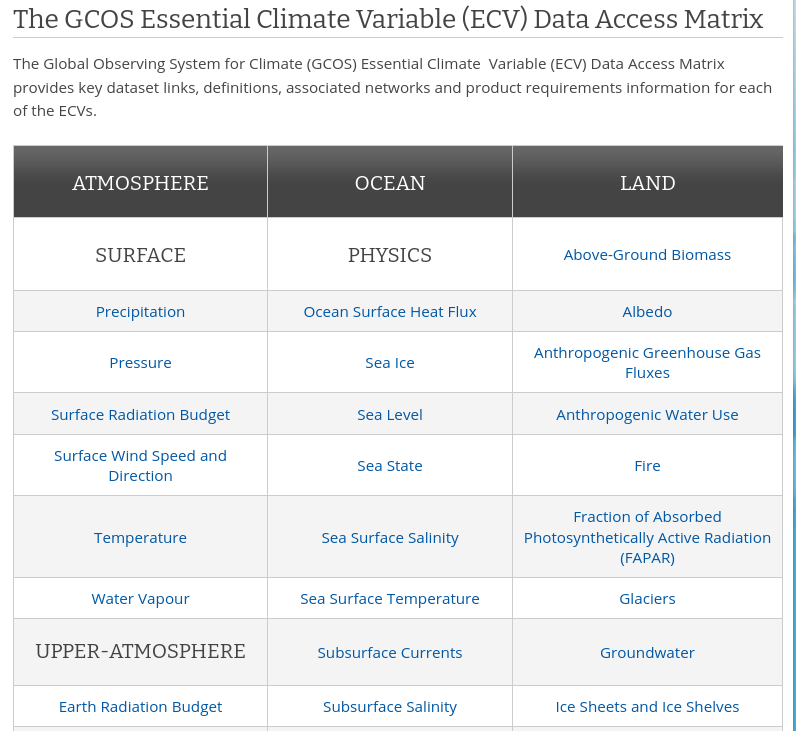 The GCOS Essential Climate Variable (ECV) Data Access Matrix
The Global Observing System for Climate (GCOS) Essential Climate  Variable (ECV) Data Access Matrix
provides key dataset links, definitions, associated networks and product requirements information for each
of the ECVs.
ATMOSPHERE OCEAN LAND
SURFACE PHYSICS Above-Ground Biomass
Precipitation Ocean Surface Heat Flux Albedo
Pressure Sea Ice Anthropogenic Greenhouse Gas
Fluxes
Surface Radiation Budget Sea Level Anthropogenic Water Use
Surface Wind Speed and
Direction Sea State Fire
Temperature Sea Surface Salinity Fraction of Absorbed
Photosynthetically Active Radiation
(FAPAR)
Water Vapour Sea Surface Temperature Glaciers
UPPER-ATMOSPHERE Subsurface Currents Groundwater
Earth Radiation Budget Subsurface Salinity Ice Sheets and Ice Shelves